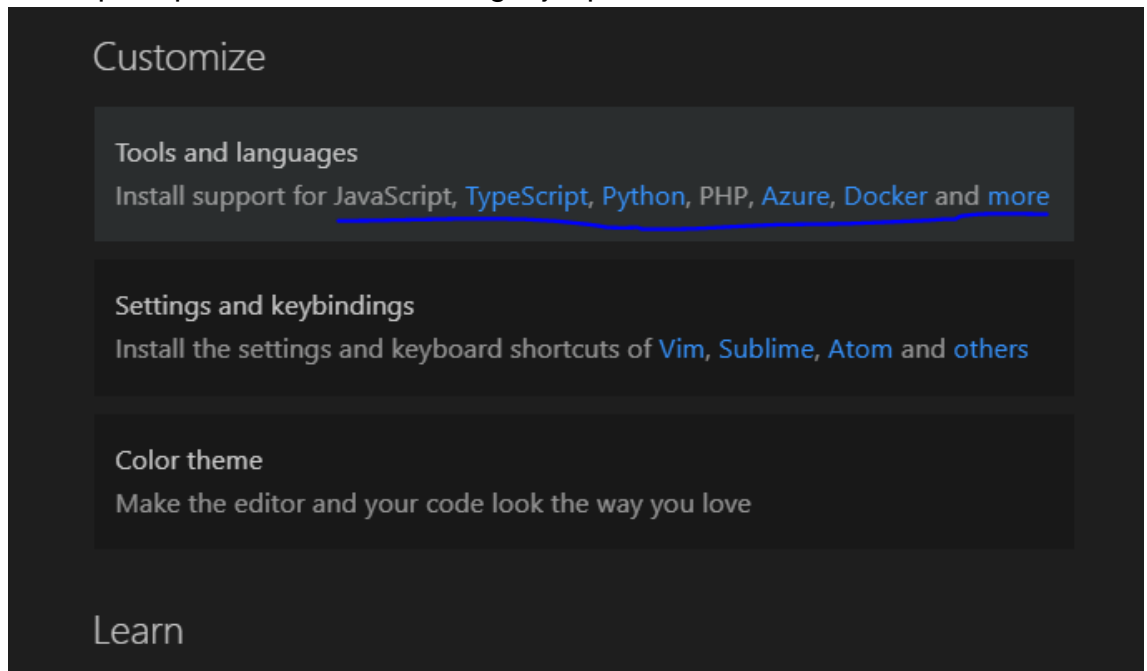 Customize
Tools and languages
Install support for JavaScript, TypeScript, Python, PHP, Azure, Docker and more
Settings and keybindings
Install the settings and keyboard shortcuts of Vim, Sublime, Atom and others
Color theme
Make the editor and your code look the way you love
Learn